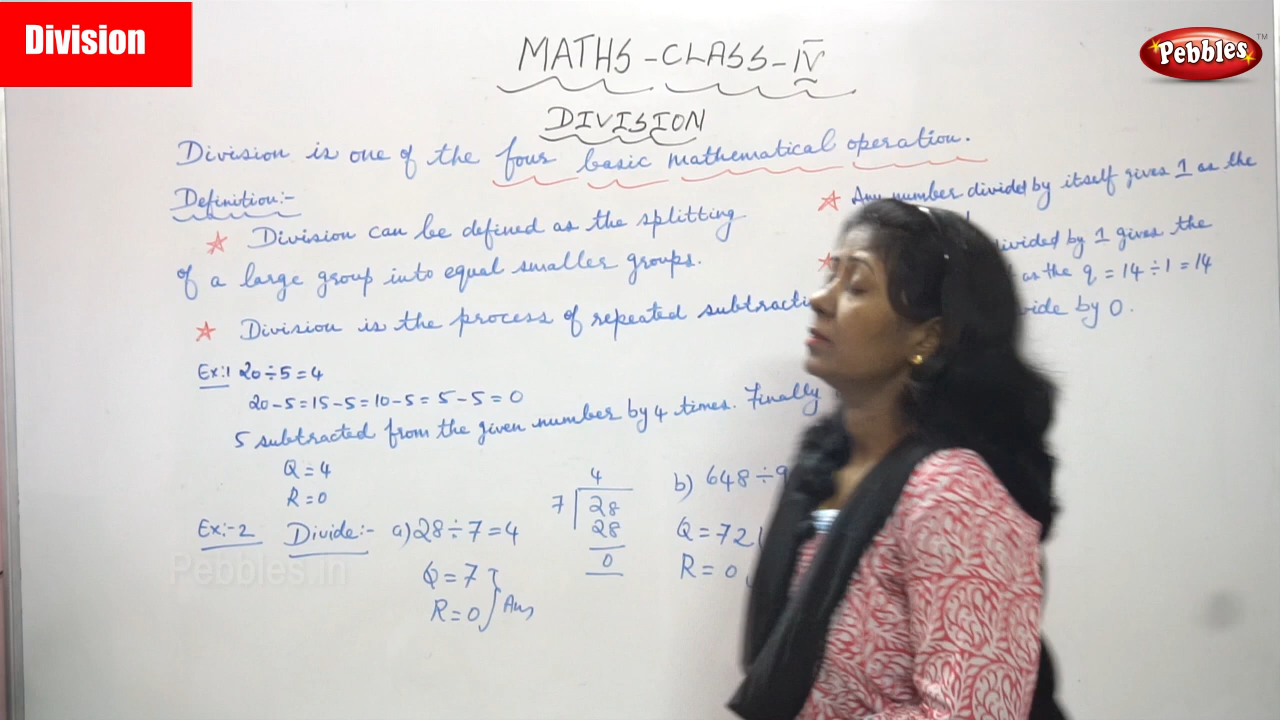 Division
Pebbles TM
MATHS - CLASS - IV
DIVISION
Division is one of the four basic mathematical operation.
Definition:-
Division can be defined as the splitting
of a large group into equal smaller groups.
Division is the process of repeated subtracti
Ex:1 20÷5=4
20-5=15-5=10-5=5-5=0
5 subtracted from the given number by 4 times. Finally
Q=4
R=0
Ex:-2 Divide:- a) 28÷7=4
Q=7
R=0 } Ans
4
7 28
28
0
b) 648÷9
Q=72
R=0
Any number divided by itself gives 1 as the
divided by 1 gives the
as the q = 14÷1=14
by 0.
Pebbles.in